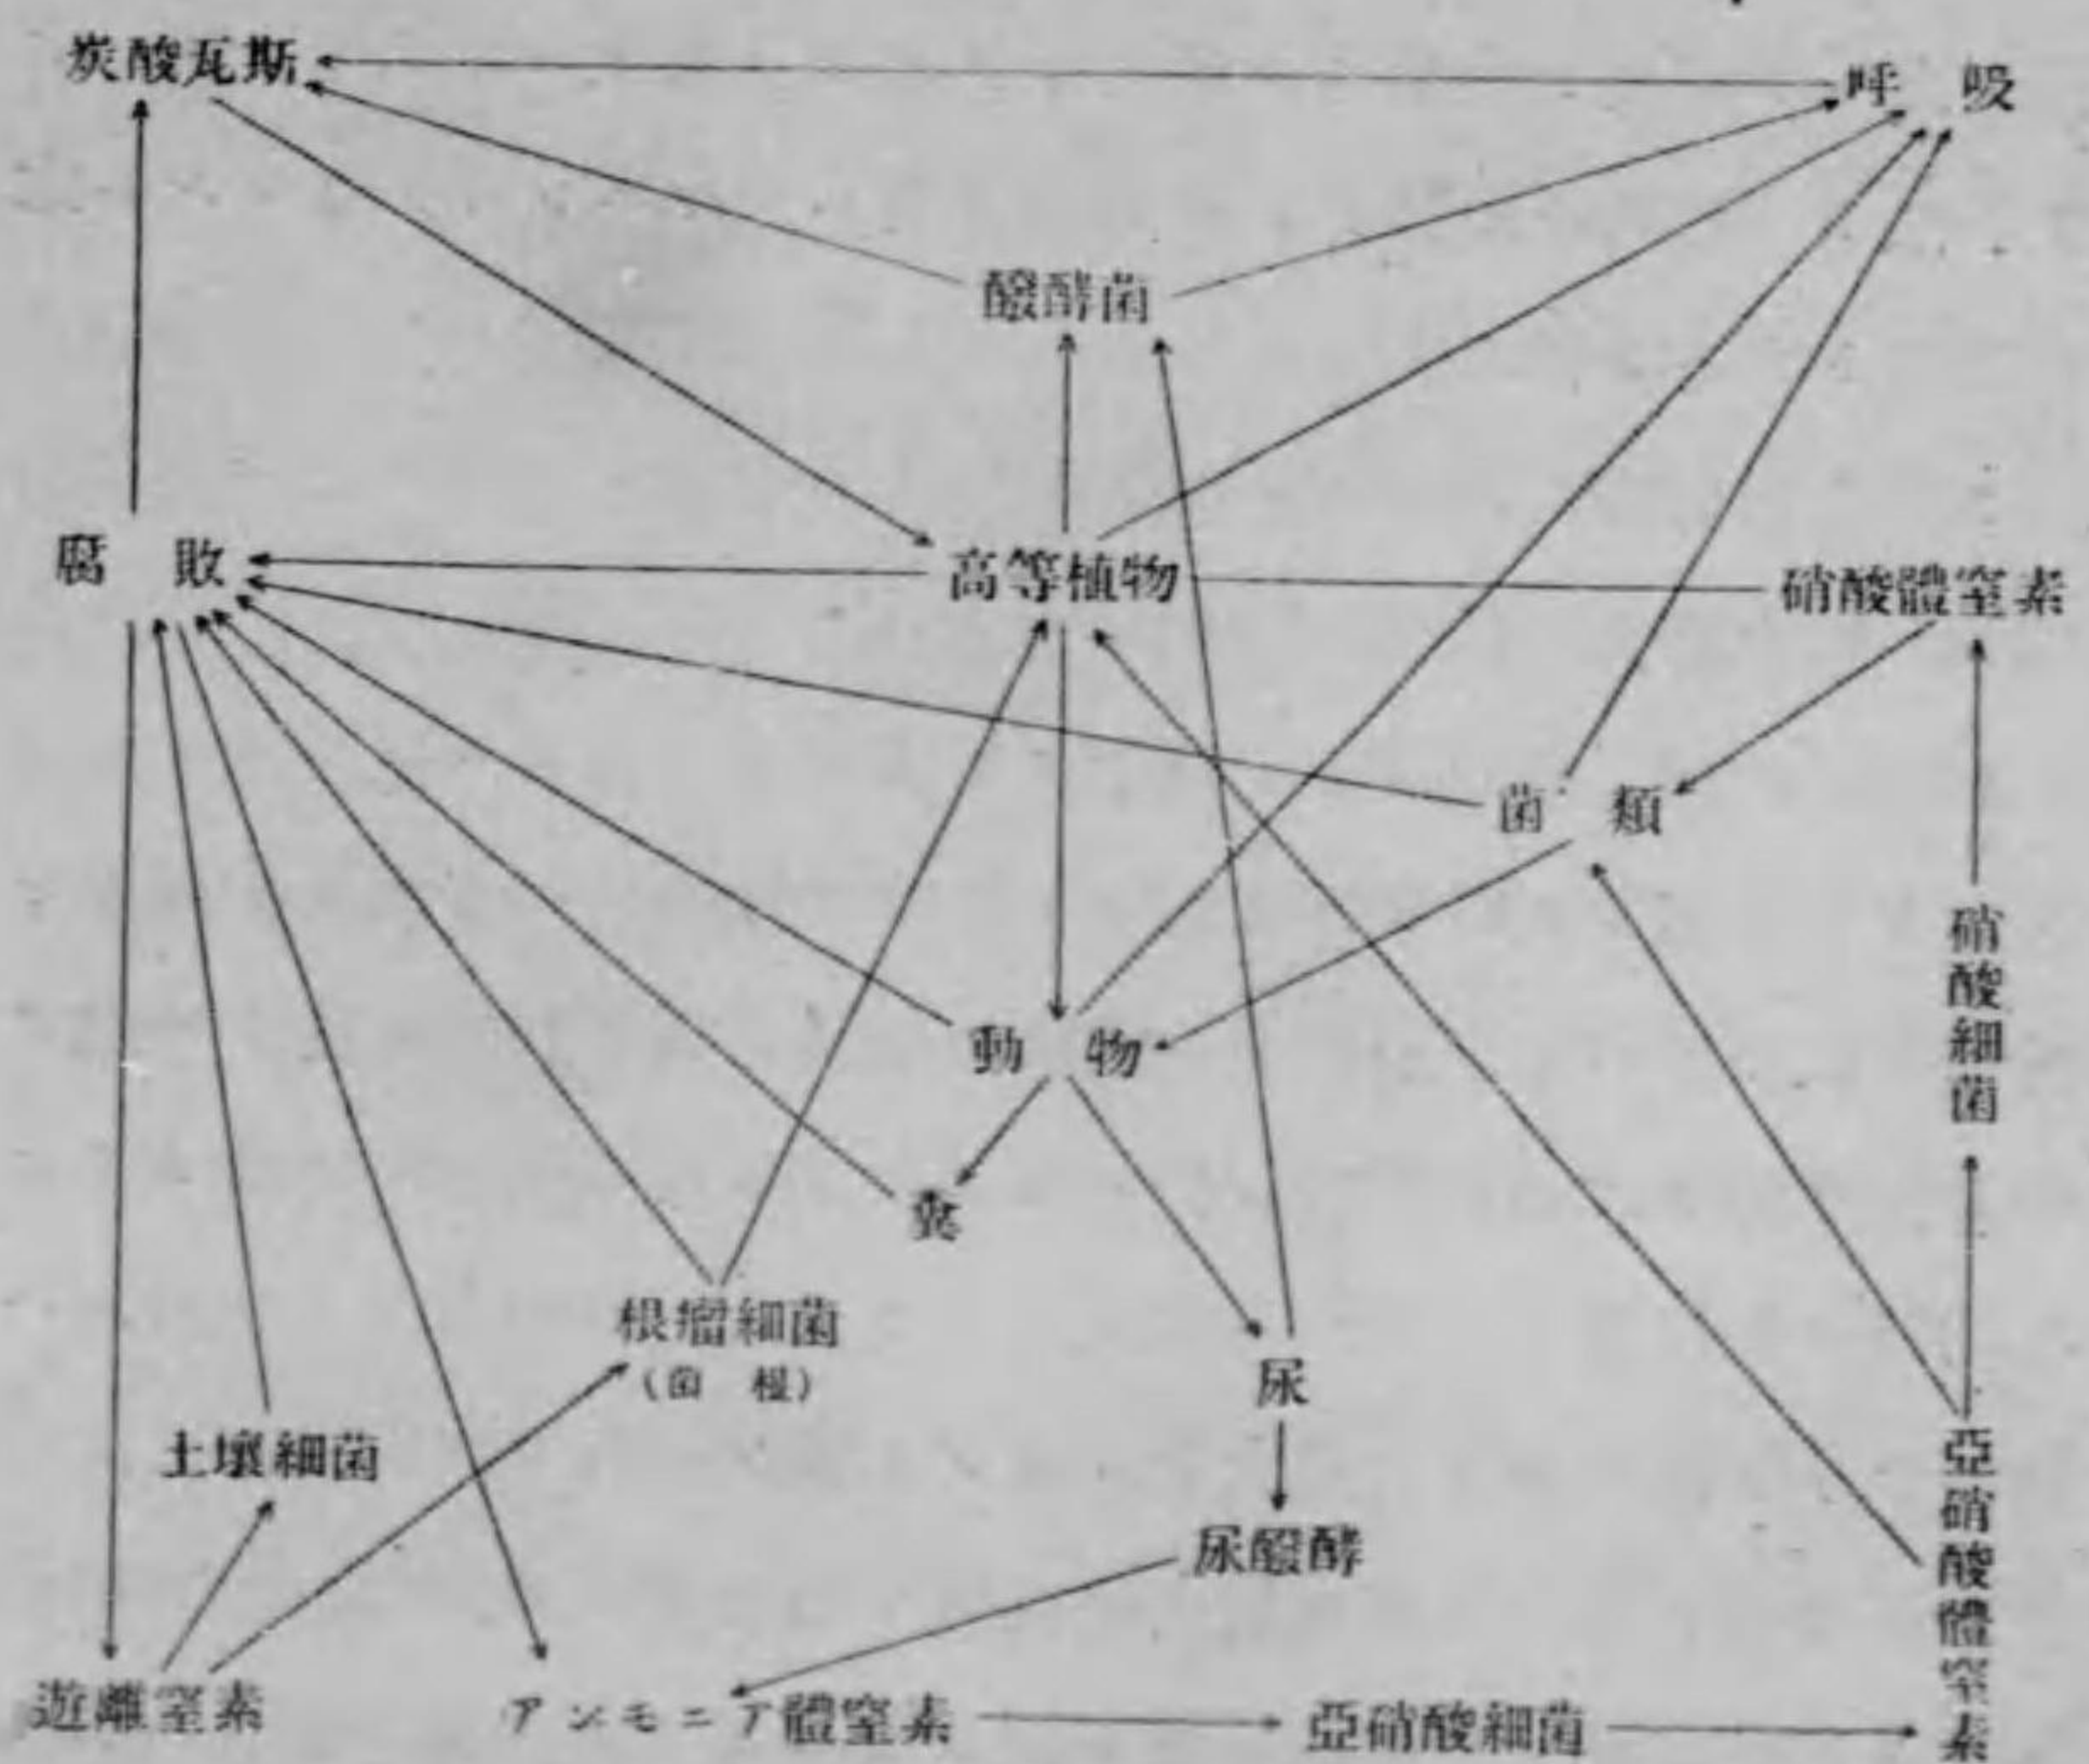 炭酸瓦斯
呼吸
醱酵菌
腐敗
高等植物
硝酸體窒素
菌類
硝酸細菌
動物
糞
根瘤細菌
(菌根)
尿
土壤細菌
尿醱酵
亞硝酸體窒素
遊離窒素
アンモニア體窒素
亞硝酸細菌